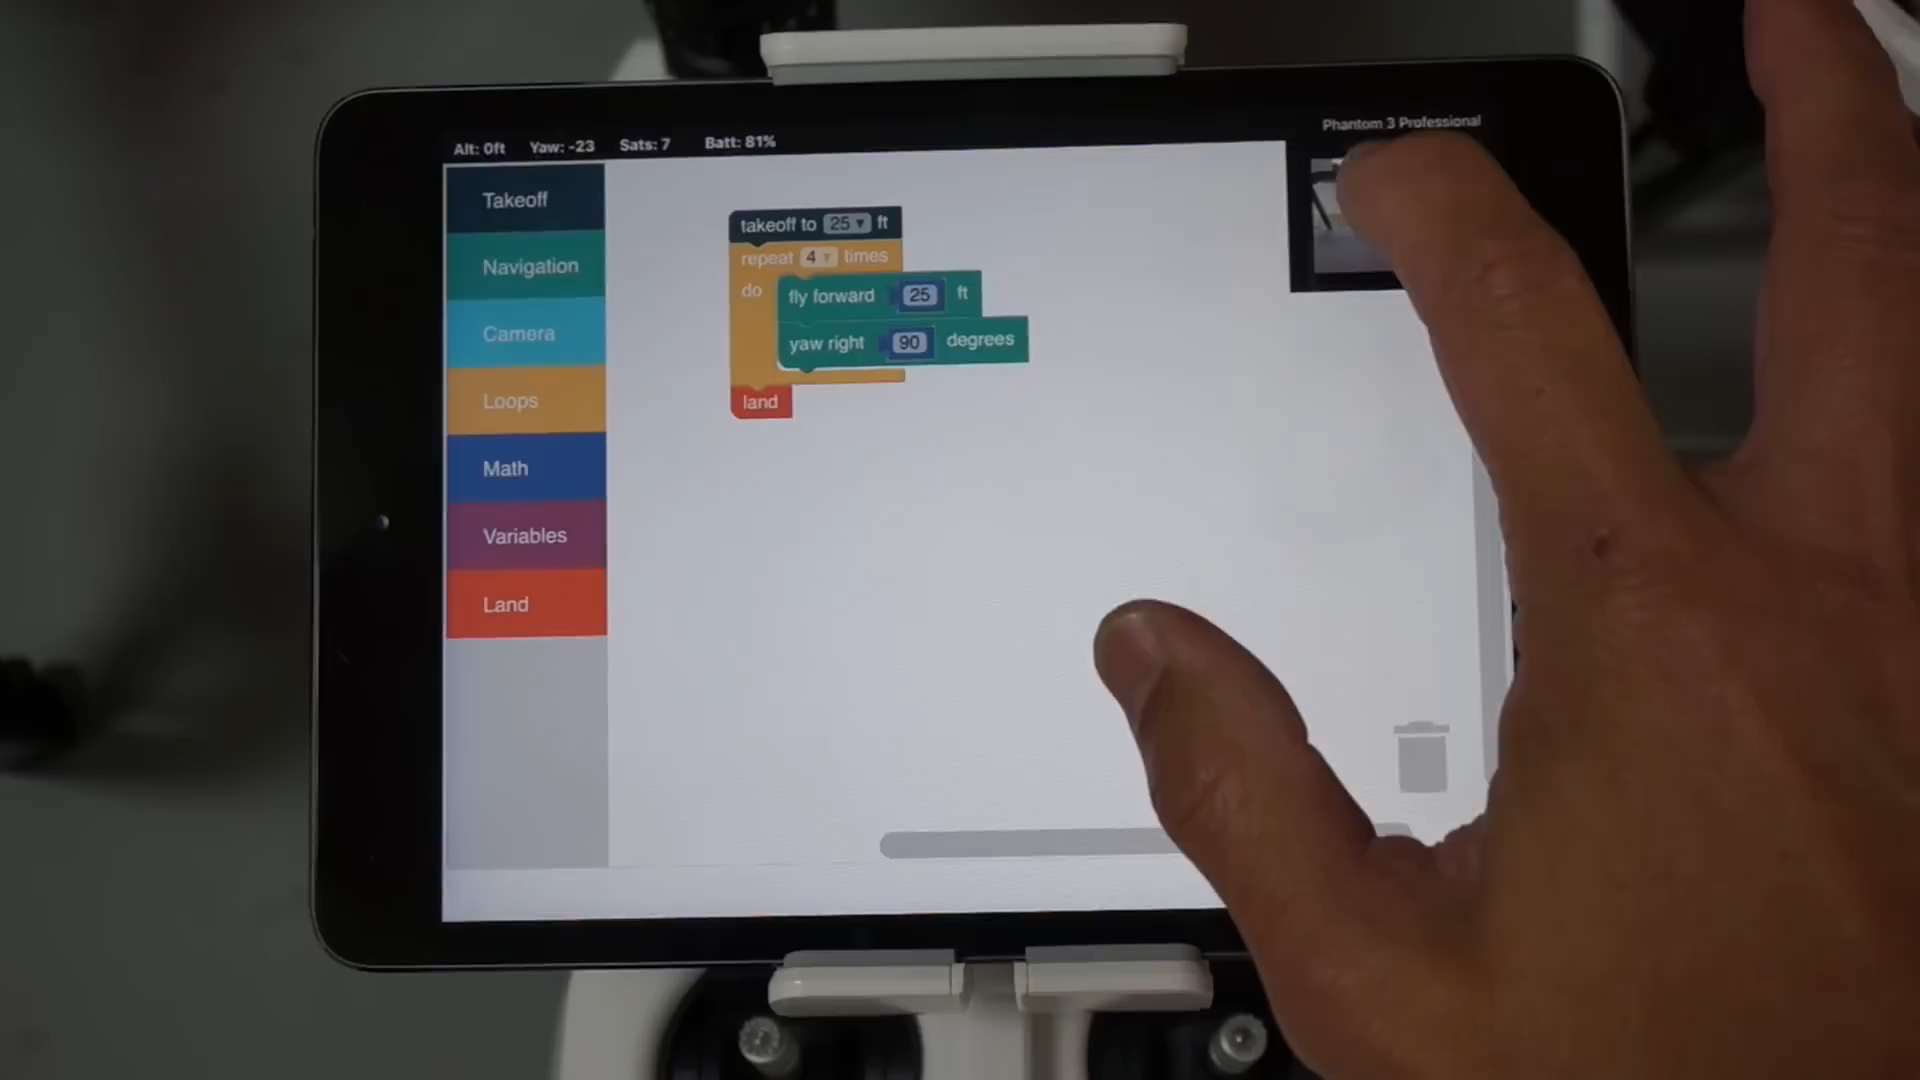 Phantom 3 Professional
Alt: 0ft Yaw: -23 Sats: 7 Batt: 81%
Takeoff
Navigation
Camera
Loops
Math
Variables
Land
takeoff to 25 ▾ ft
repeat 4 ▾ times
do fly forward 25 ft
yaw right 90 degrees
land